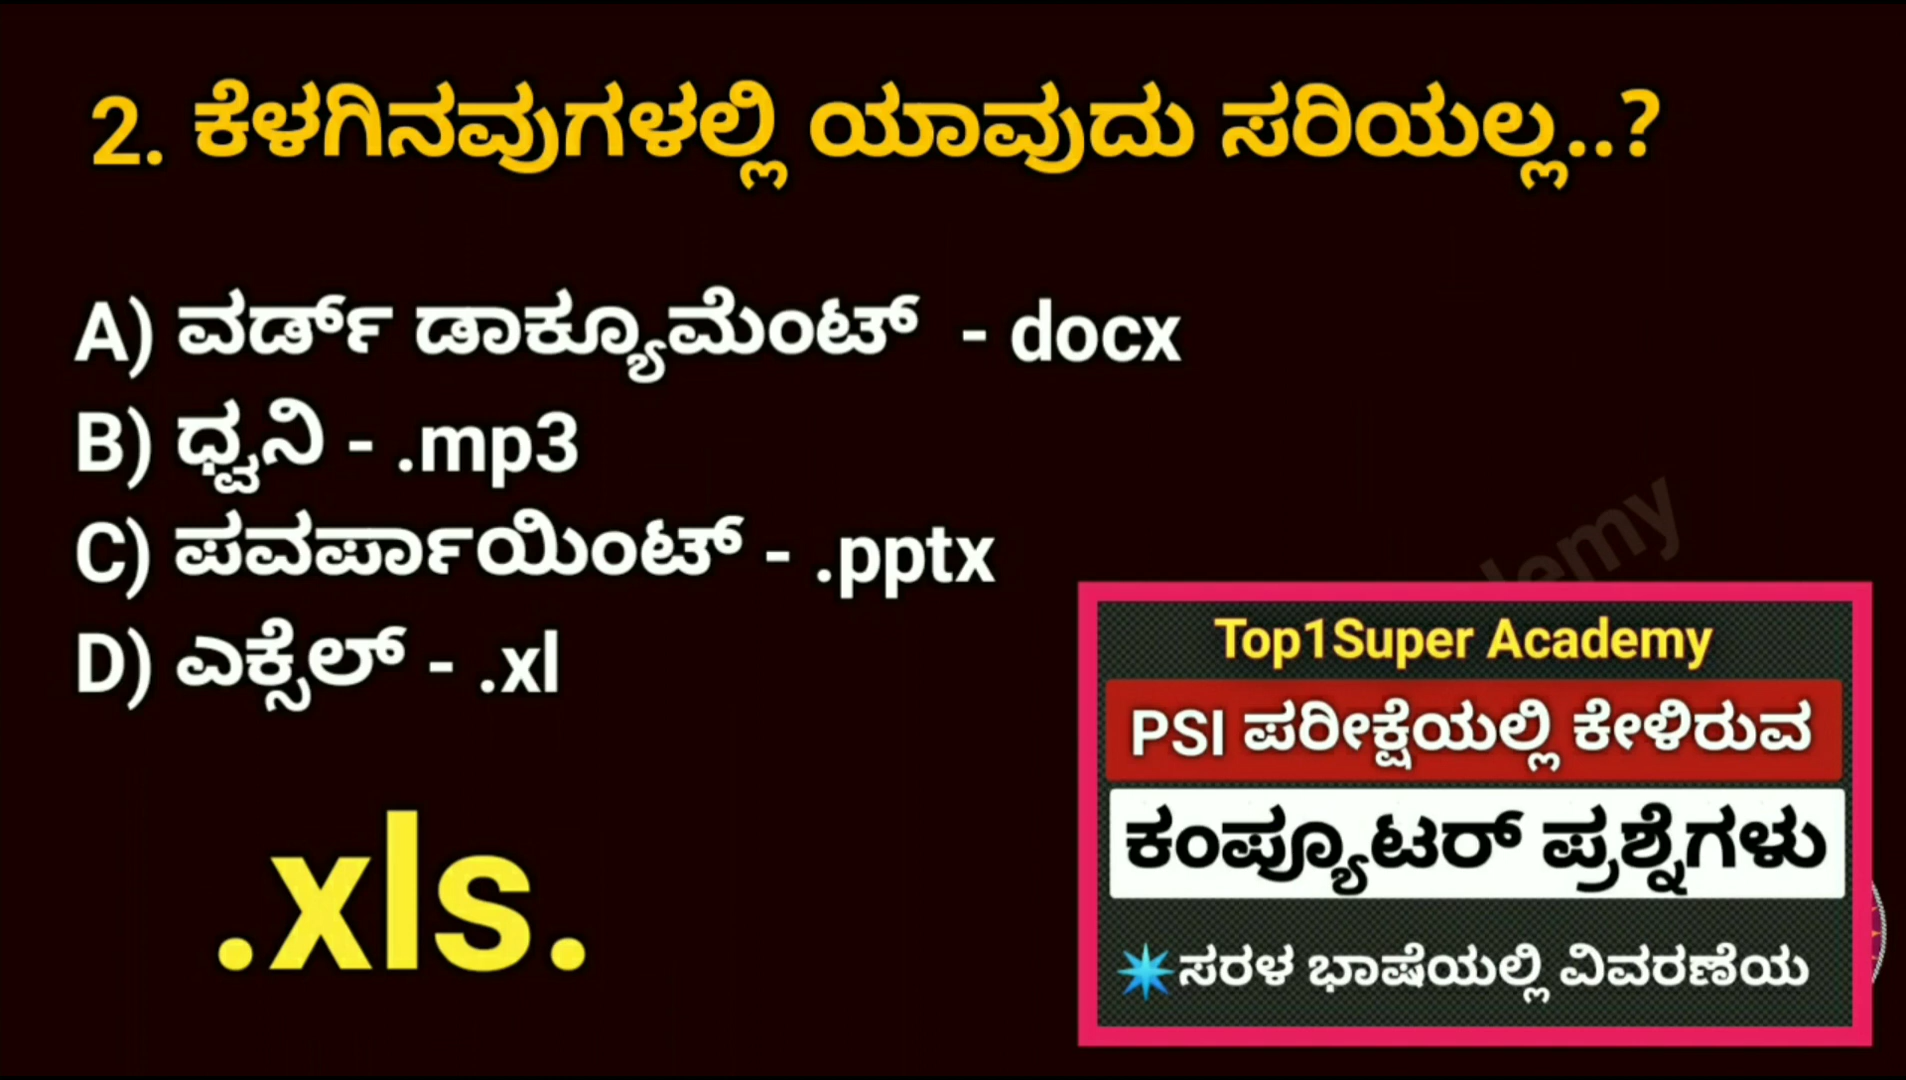 2. ಕೆಳಗಿನವುಗಳಲ್ಲಿ ಯಾವುದು ಸರಿಯಲ್ಲ..?
A) ವರ್ಡ್ ಡಾಕ್ಯೂಮೆಂಟ್ - docx
B) ಧ್ವನಿ - .mp3
C) ಪವರ್ಪಾಯಿಂಟ್ - .pptx
D) ಎಕ್ಸೆಲ್ - .xl
.xls.
Top1Super Academy
PSI ಪರೀಕ್ಷೆಯಲ್ಲಿ ಕೇಳಿರುವ
ಕಂಪ್ಯೂಟರ್ ಪ್ರಶ್ನೆಗಳು
ಸರಳ ಭಾಷೆಯಲ್ಲಿ ವಿವರಣೆಯ